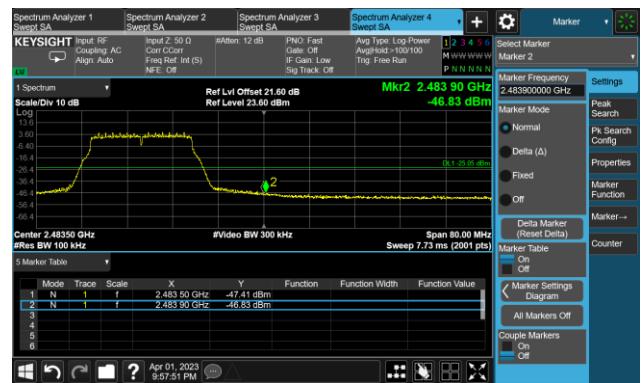 Spectrum Analyzer 1
Swept SA
Spectrum Analyzer 2
Swept SA
Spectrum Analyzer 3
Swept SA
Spectrum Analyzer 4
Swept SA
+
Marker
KEYSIGHT
Input: RF
Coupling: AC
Align: Auto
Input Z: 50 Ω
Corr CCorr
Freq Ref: Int (S)
NFE: Off
#Atten: 12 dB
PNO: Fast
Gate: Off
IF Gain: Low
Sig Track: Off
Avg Type: Log-Power
Avg|Hold:>100/100
Trig: Free Run
1 2 3 4 5 6
M W W W W W
P N N N N N
LW
Select Marker
Marker 2
Marker Frequency
2.483900000 GHz
Settings
1 Spectrum
Scale/Div 10 dB
Log
Ref Lvl Offset 21.60 dB
Ref Level 23.60 dBm
Mkr2 2.483 90 GHz
-46.83 dBm
13.6
3.60
-6.40
-16.4
-26.4
-36.4
-46.4
-56.4
-66.4
DL1 -25.05 dBm
2
Center 2.48350 GHz
#Res BW 100 kHz
#Video BW 300 kHz
Span 80.00 MHz
Sweep 7.73 ms (2001 pts)
Marker Mode
Normal
Delta (Δ)
Fixed
Off
Delta Marker
(Reset Delta)
Marker Table
On
Off
Marker Settings
Diagram
All Markers Off
Couple Markers
On
Off
Peak
Search
Pk Search
Config
Properties
Marker
Function
Marker→
Counter
5 Marker Table
Mode Trace Scale X Y Function Function Width Function Value
1 N 1 f 2.483 50 GHz -47.41 dBm
2 N 1 f 2.483 90 GHz -46.83 dBm
3
4
5
6
?
Apr 01, 2023
9:57:51 PM